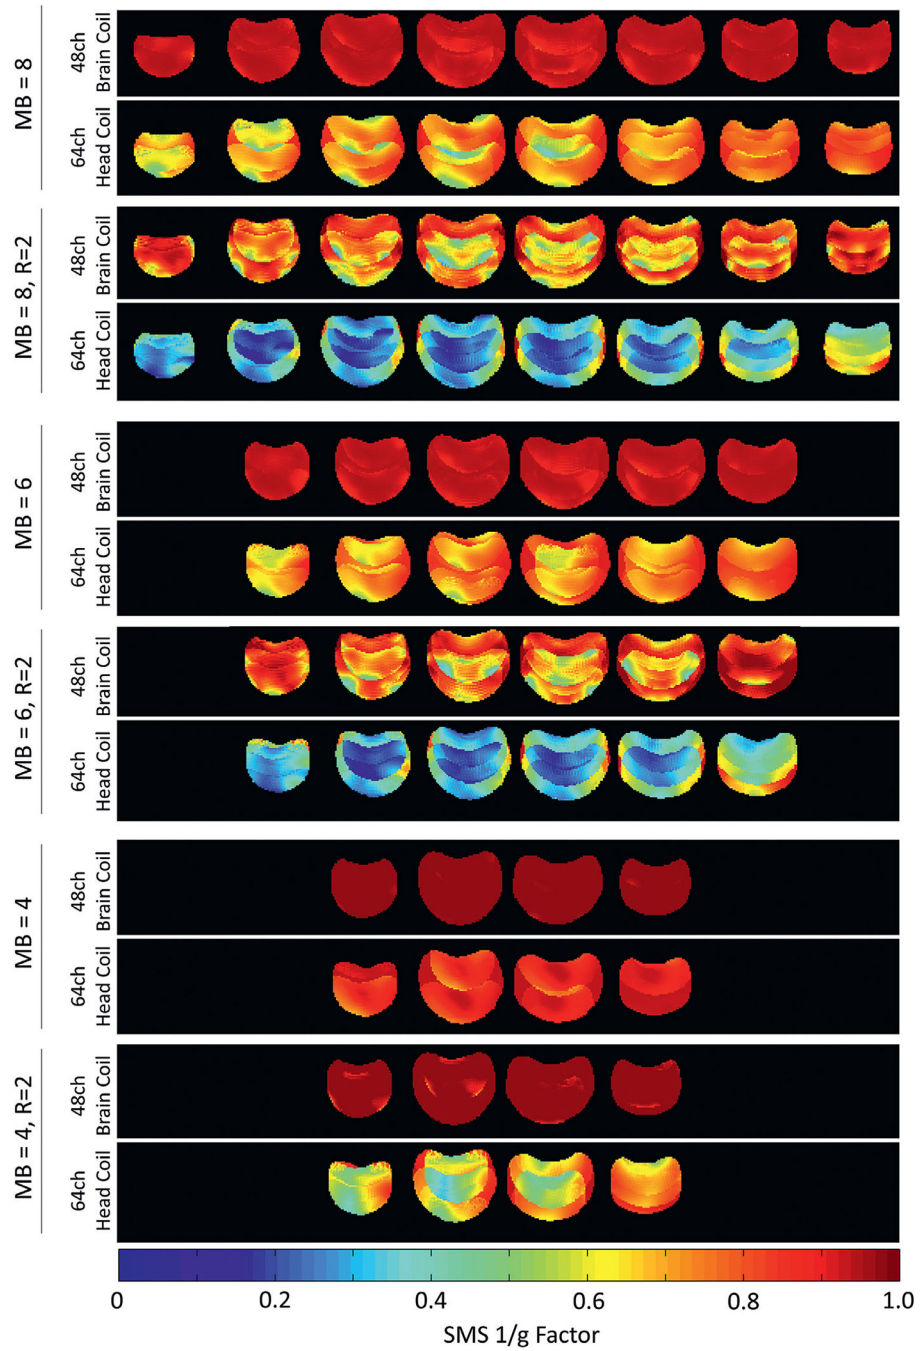 MB = 8
48ch
Brain Coil
64ch
Head Coil
MB = 8, R=2
48ch
Brain Coil
64ch
Head Coil
MB = 6
48ch
Brain Coil
64ch
Head Coil
MB = 6, R=2
48ch
Brain Coil
64ch
Head Coil
MB = 4
48ch
Brain Coil
64ch
Head Coil
MB = 4, R=2
48ch
Brain Coil
64ch
Head Coil
0 0.2 0.4 0.6 0.8 1.0
SMS 1/g Factor